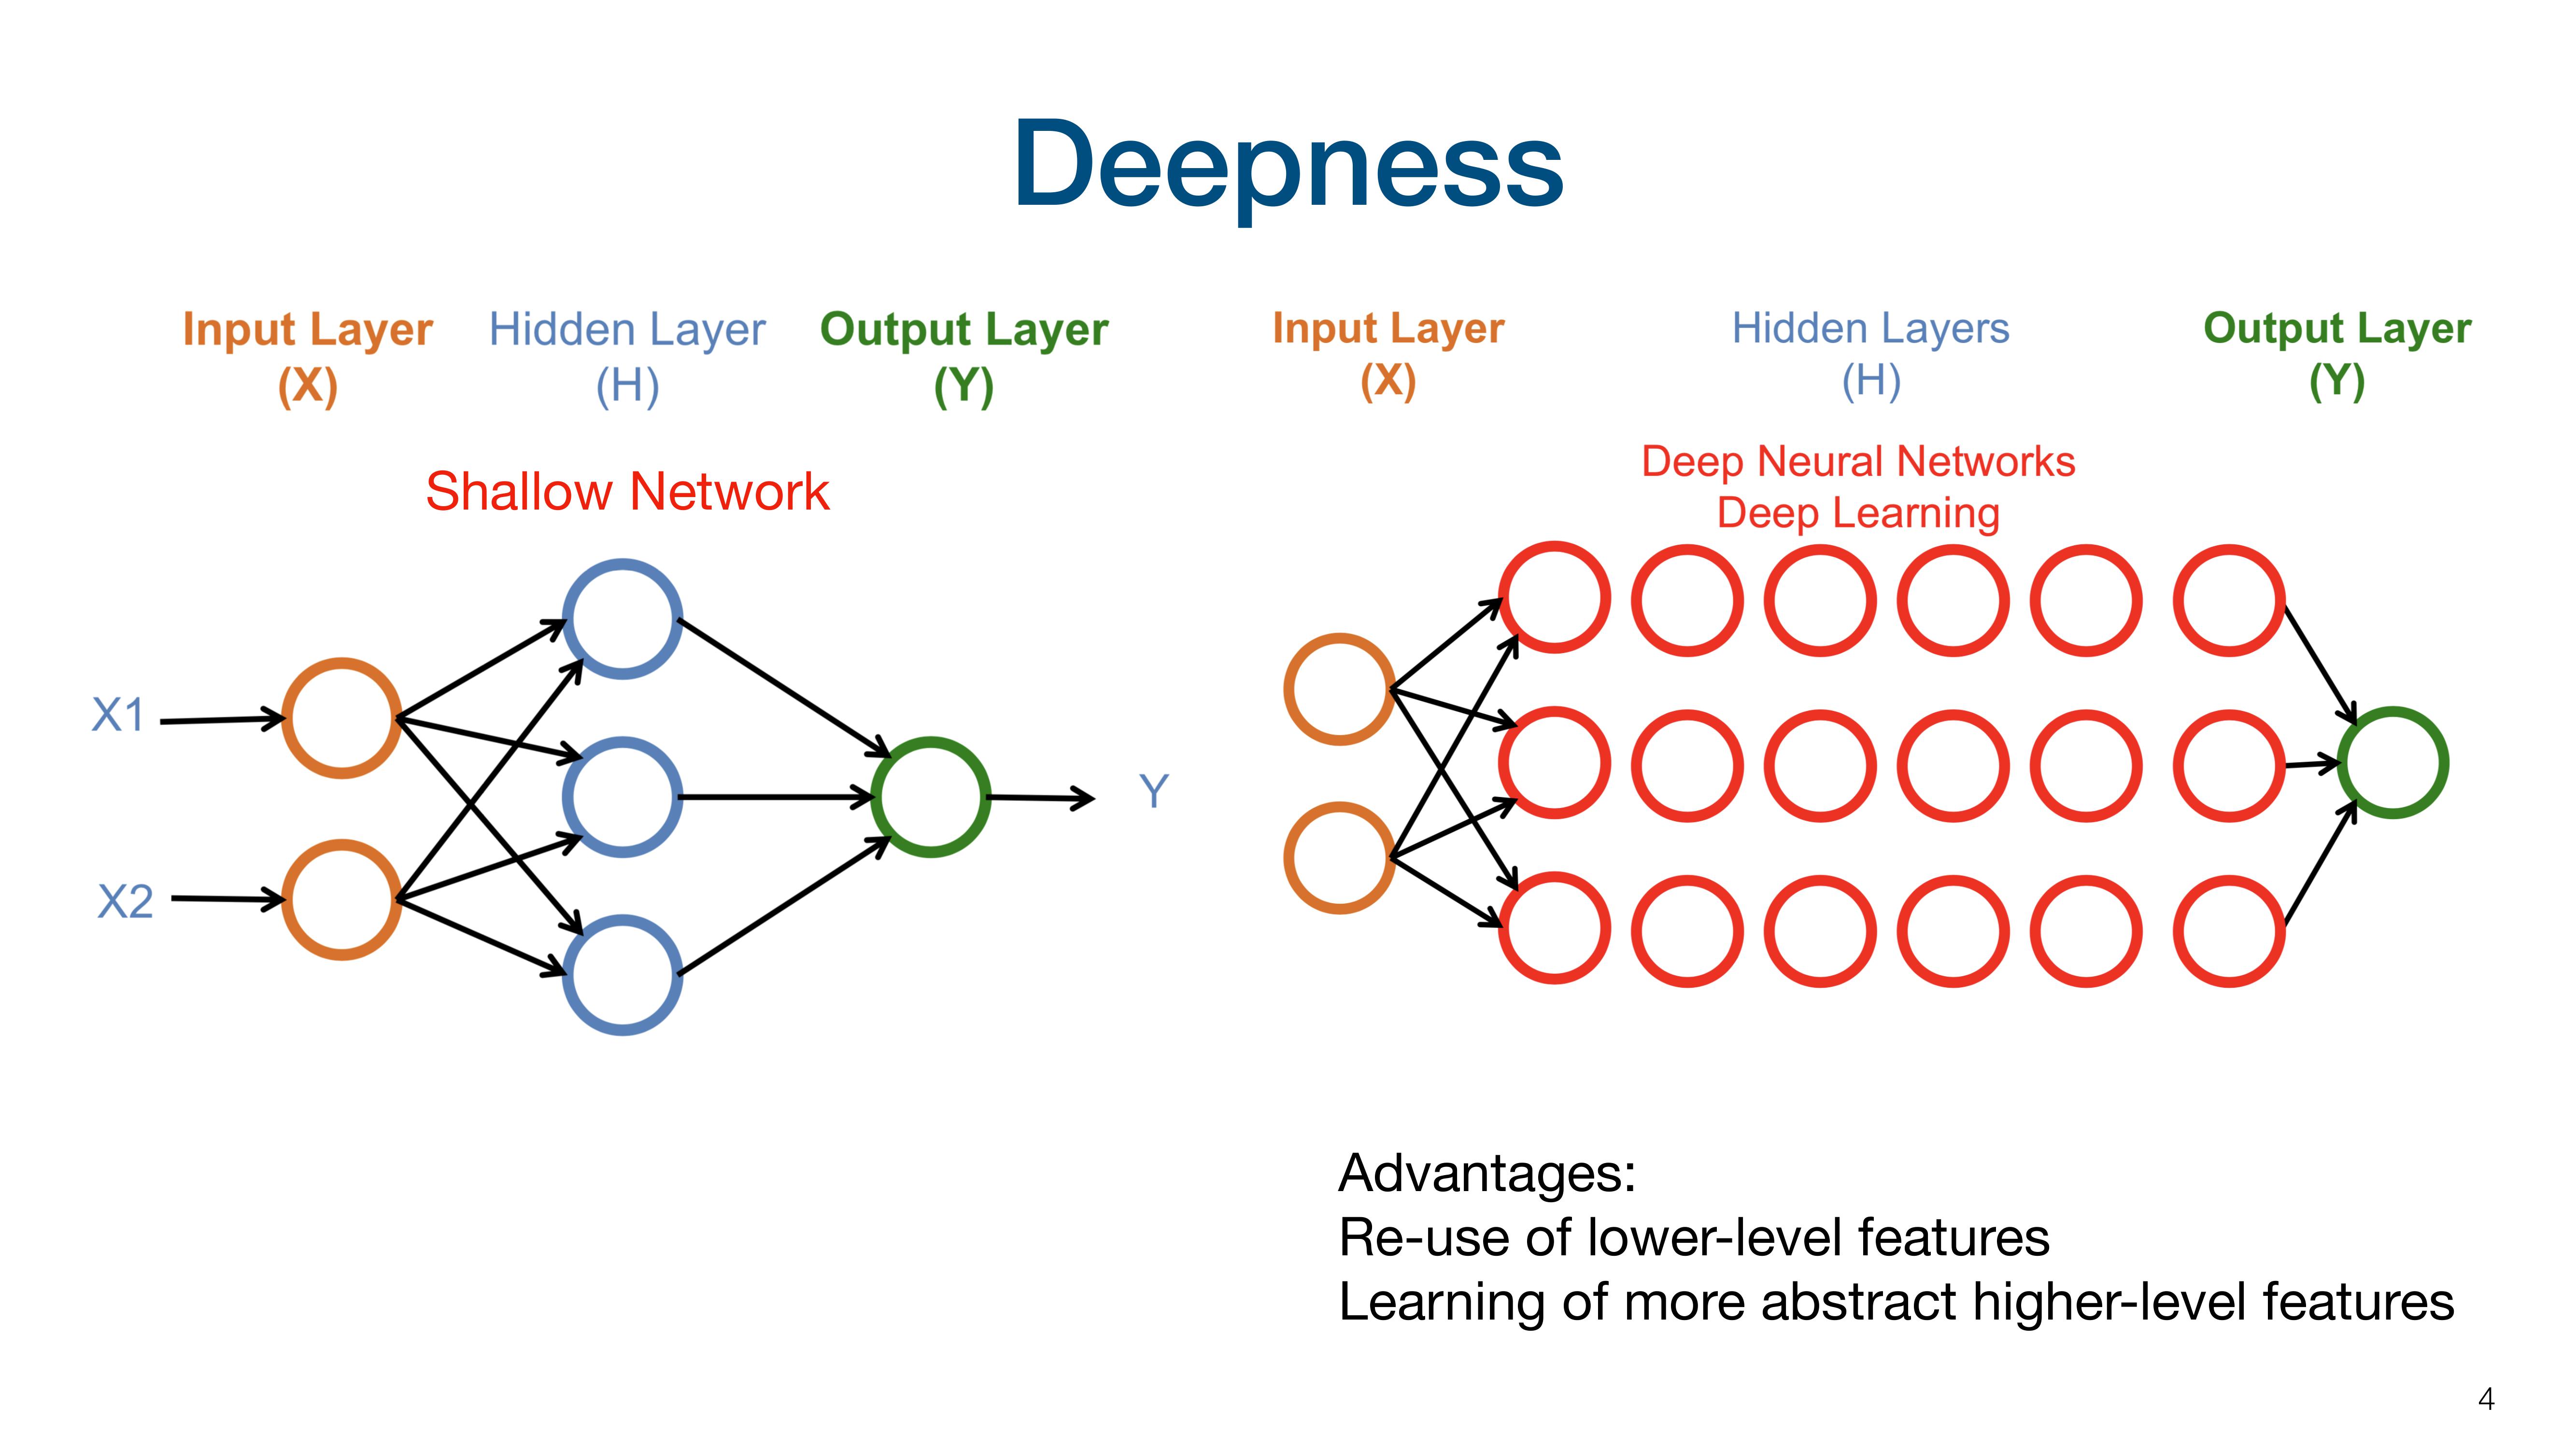 Deepness
Input Layer
(X)
Hidden Layer
(H)
Output Layer
(Y)
Shallow Network
X1
X2
Y
Input Layer
(X)
Hidden Layers
(H)
Output Layer
(Y)
Deep Neural Networks
Deep Learning
Advantages:
Re-use of lower-level features
Learning of more abstract higher-level features
4